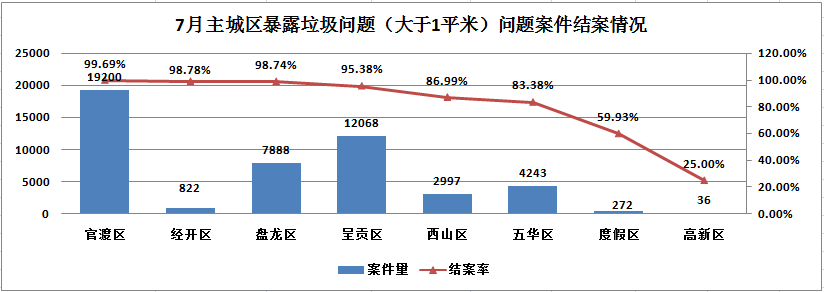 7月主城区暴露垃圾问题（大于1平米）问题案件结案情况
25000
20000
15000
10000
5000
0
120.00%
100.00%
80.00%
60.00%
40.00%
20.00%
0.00%
99.69%
98.78%
98.74%
95.38%
86.99%
83.38%
59.93%
25.00%
19200
822
7888
12068
2997
4243
272
36
官渡区
经开区
盘龙区
呈贡区
西山区
五华区
度假区
高新区
案件量
结案率